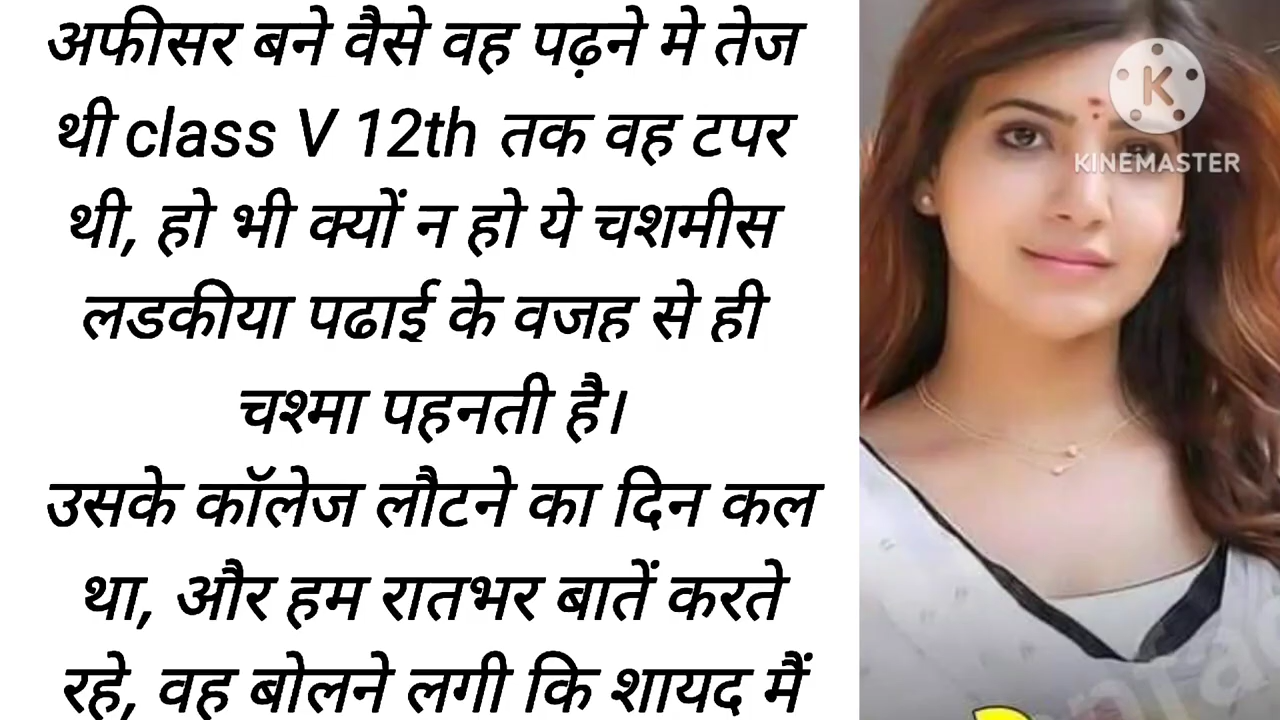 अफीसर बने वैसे वह पढ़ने मे तेज
थी class V 12th तक वह टपर
थी, हो भी क्यों न हो ये चशमीस
लडकीया पढाई के वजह से ही
चश्मा पहनती है।
उसके कॉलेज लौटने का दिन कल
था, और हम रातभर बातें करते
रहे, वह बोलने लगी कि शायद मैं
K
KINEMASTER